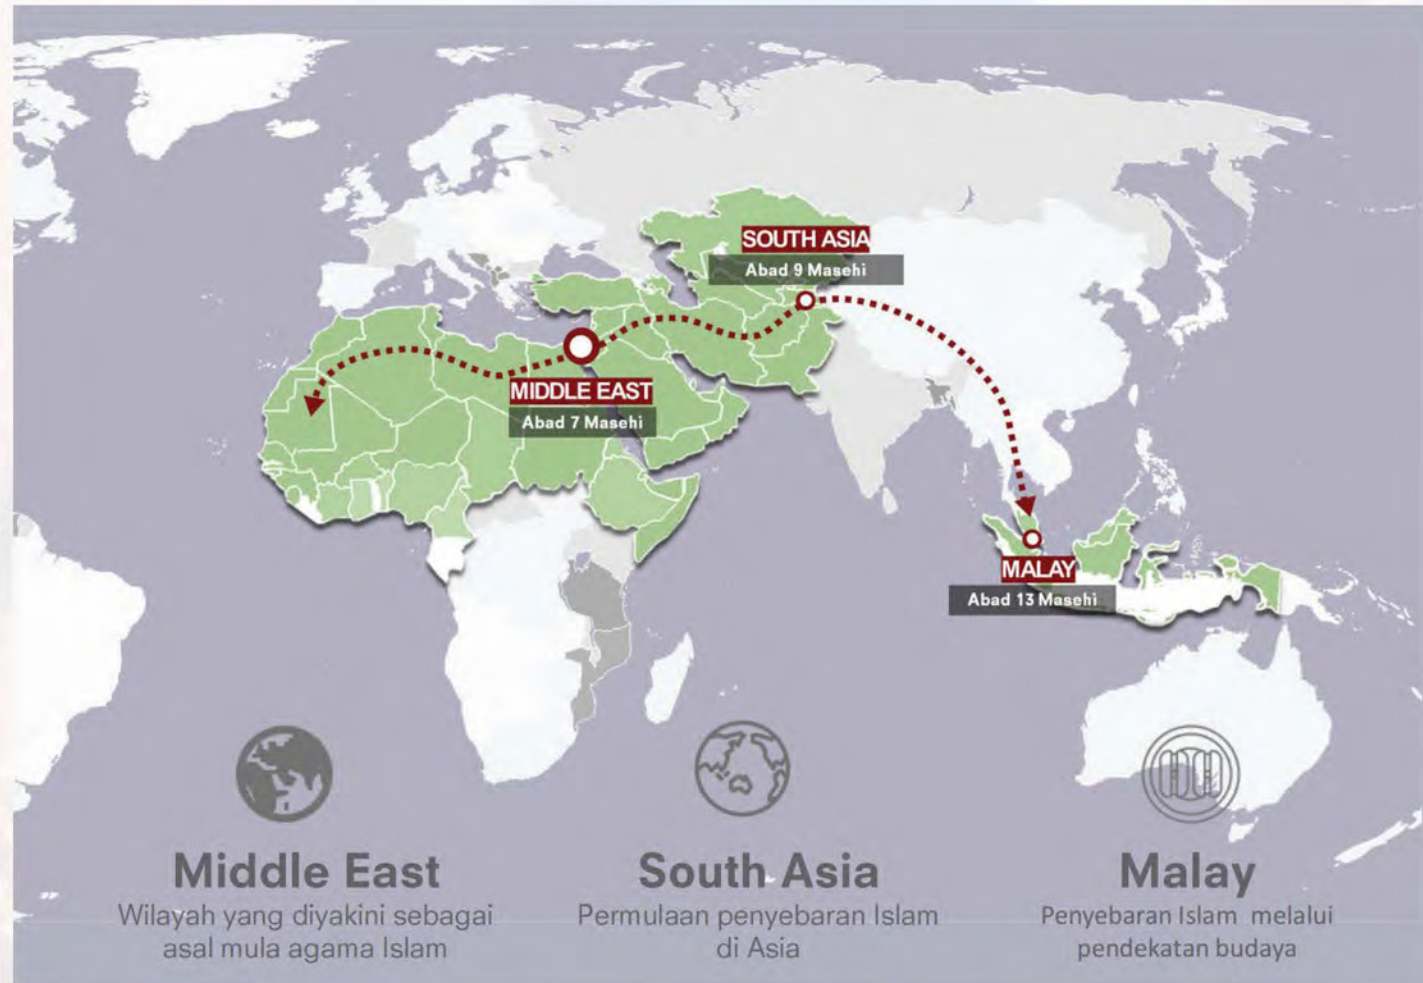 SOUTH ASIA
Abad 9 Masehi
MIDDLE EAST
Abad 7 Masehi
MALAY
Abad 13 Masehi
Middle East
Wilayah yang diyakini sebagai
asal mula agama Islam
South Asia
Permulaan penyebaran Islam
di Asia
Malay
Penyebaran Islam melalui
pendekatan budaya